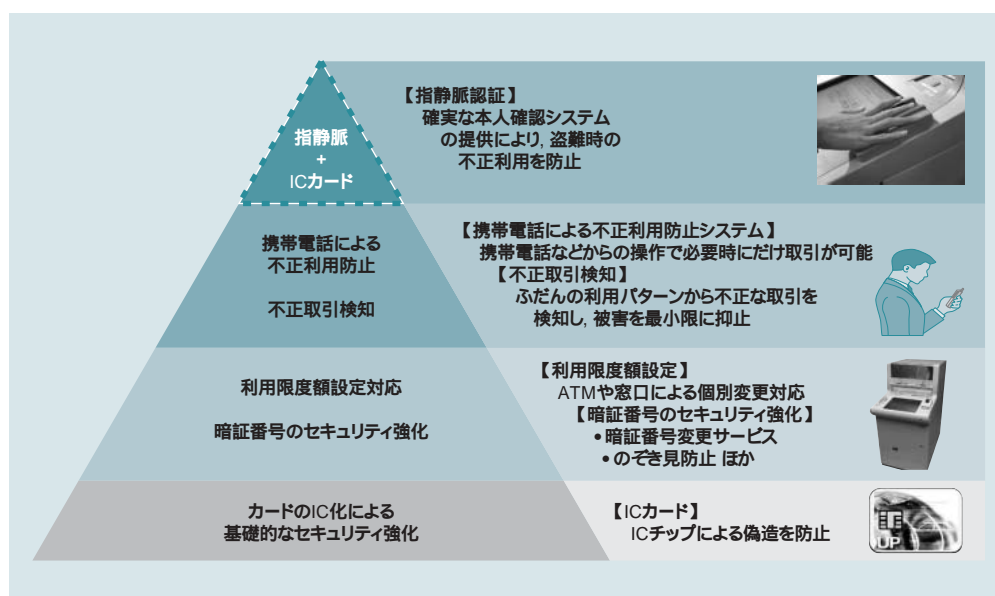 指静脈
+
ICカード
【指静脈認証】
確実な本人確認システム
の提供により, 盗難時の
不正利用を防止
携帯電話による
不正利用防止
不正取引検知
【携帯電話による不正利用防止システム】
携帯電話などからの操作で必要時にだけ取引が可能
【不正取引検知】
ふだんの利用パターンから不正な取引を
検知し, 被害を最小限に抑止
利用限度額設定対応
暗証番号のセキュリティ強化
【利用限度額設定】
ATMや窓口による個別変更対応
【暗証番号のセキュリティ強化】
•暗証番号変更サービス
•のぞき見防止 ほか
カードのIC化による
基礎的なセキュリティ強化
【ICカード】
ICチップによる偽造を防止
UP